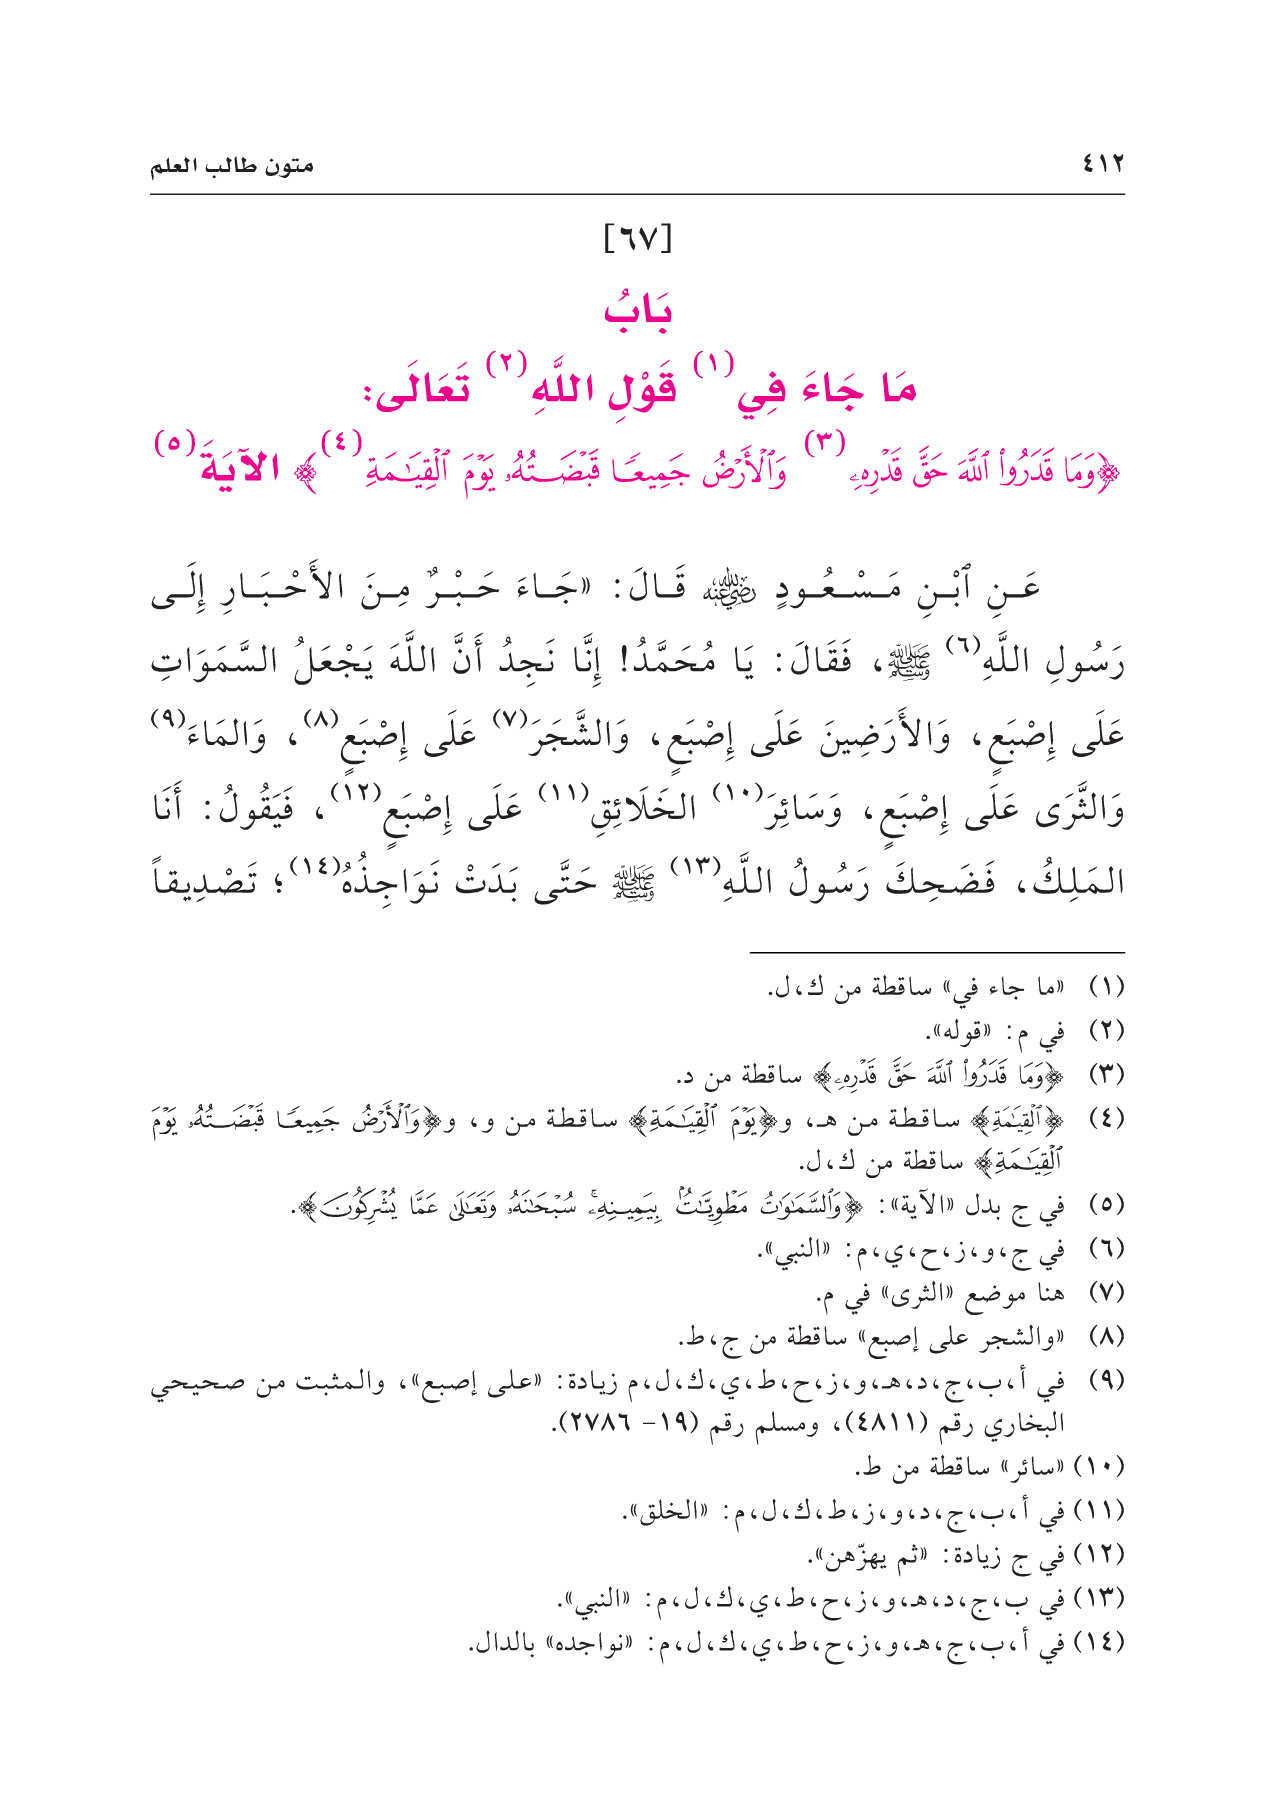 ٤١٢ متون طالب العلم
[٦٧]
بَابُ
مَا جَاءَ فِي(١) قَوْلِ اللَّهِ(٢) تَعَالَى:
﴿وَمَا قَدَرُواْ ٱللَّهَ حَقَّ قَدْرِهِۦ(٣) وَٱلْأَرْضُ جَمِيعٗا قَبْضَتُهُۥ يَوْمَ ٱلْقِيَٰمَةِ(٤)﴾ الآيَةَ(٥)
عَنِ ٱبْنِ مَسْعُودٍ رضي الله عنه قَالَ: «جَاءَ حَبْرٌ مِنَ الأَحْبَارِ إِلَى
رَسُولِ اللَّهِ(٦) ﷺ، فَقَالَ: يَا مُحَمَّدُ! إِنَّا نَجِدُ أَنَّ اللَّهَ يَجْعَلُ السَّمَوَاتِ
عَلَى إِصْبَعٍ، وَالأَرَضِينَ عَلَى إِصْبَعٍ، وَالشَّجَرَ(٧) عَلَى إِصْبَعٍ(٨)، وَالمَاءَ(٩)
وَالثَّرَى عَلَى إِصْبَعٍ، وَسَائِرَ(١٠) الخَلَائِقِ(١١) عَلَى إِصْبَعٍ(١٢)، فَيَقُولُ: أَنَا
المَلِكُ، فَضَحِكَ رَسُولُ اللَّهِ(١٣) ﷺ حَتَّى بَدَتْ نَوَاجِذُهُ(١٤)؛ تَصْدِيقاً
(١) «ما جاء في» ساقطة من ك،ل.
(٢) في م: «قوله».
(٣) ﴿وَمَا قَدَرُواْ ٱللَّهَ حَقَّ قَدْرِهِۦ﴾ ساقطة من د.
(٤) ﴿ٱلْقِيَٰمَةِ﴾ ساقطة من هـ، و﴿يَوْمَ ٱلْقِيَٰمَةِ﴾ ساقطة من و، و﴿وَٱلْأَرْضُ جَمِيعٗا قَبْضَتُهُۥ يَوْمَ
ٱلْقِيَٰمَةِ﴾ ساقطة من ك،ل.
(٥) في ج بدل «الآية»: ﴿وَٱلسَّمَٰوَٰتُ مَطْوِيَّٰتُۢ بِيَمِينِهِۦۚ سُبْحَٰنَهُۥ وَتَعَٰلَىٰ عَمَّا يُشْرِكُونَ﴾.
(٦) في ج،و،ز،ح،ي،م: «النبي».
(٧) هنا موضع «الثرى» في م.
(٨) «والشجر على إصبع» ساقطة من ج،ط.
(٩) في أ،ب،ج،د،هـ،و،ز،ح،ط،ي،ك،ل،م زيادة: «على إصبع»، والمثبت من صحيحي
البخاري رقم (٤٨١١)، ومسلم رقم (١٩- ٢٧٨٦).
(١٠) «سائر» ساقطة من ط.
(١١) في أ،ب،ج،د،و،ز،ط،ك،ل،م: «الخلق».
(١٢) في ج زيادة: «ثم يهزّهن».
(١٣) في ب،ج،د،هـ،و،ز،ح،ط،ي،ك،ل،م: «النبي».
(١٤) في أ،ب،ج،هـ،و،ز،ح،ط،ي،ك،ل،م: «نواجده» بالدال.